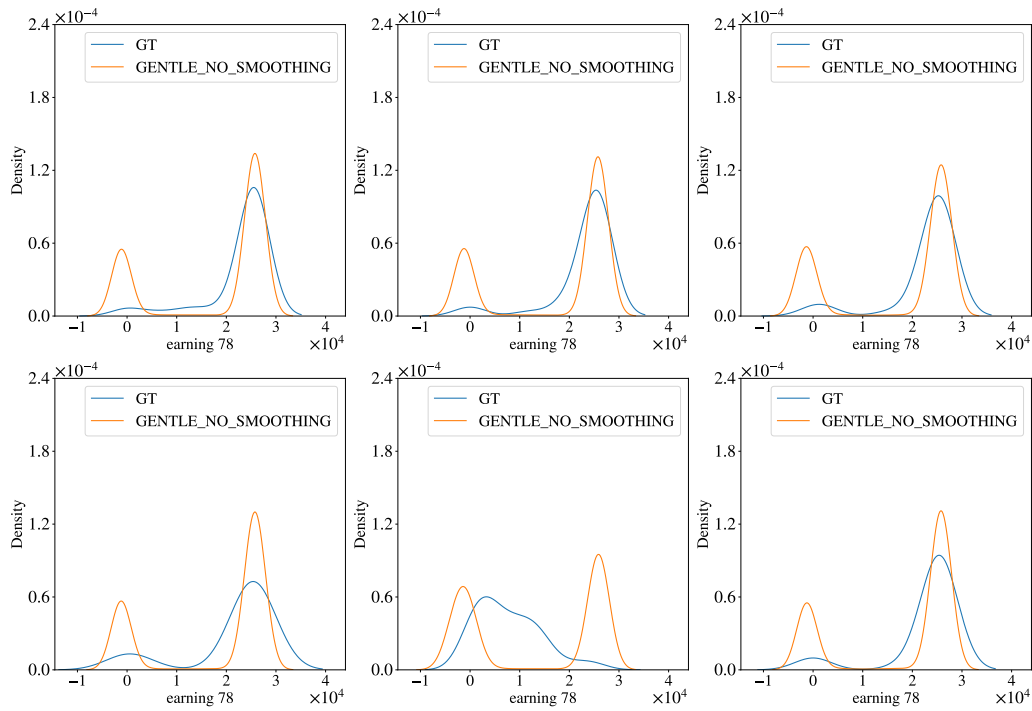 ×10−4
2.4
1.8
1.2
0.6
0.0
Density
GT
GENTLE_NO_SMOOTHING
−1 0 1 2 3 4
earning 78
×10⁴
×10−4
2.4
1.8
1.2
0.6
0.0
Density
GT
GENTLE_NO_SMOOTHING
−1 0 1 2 3 4
earning 78
×10⁴
×10−4
2.4
1.8
1.2
0.6
0.0
Density
GT
GENTLE_NO_SMOOTHING
−1 0 1 2 3 4
earning 78
×10⁴
×10−4
2.4
1.8
1.2
0.6
0.0
Density
GT
GENTLE_NO_SMOOTHING
−1 0 1 2 3 4
earning 78
×10⁴
×10−4
2.4
1.8
1.2
0.6
0.0
Density
GT
GENTLE_NO_SMOOTHING
−1 0 1 2 3 4
earning 78
×10⁴
×10−4
2.4
1.8
1.2
0.6
0.0
Density
GT
GENTLE_NO_SMOOTHING
−1 0 1 2 3 4
earning 78
×10⁴